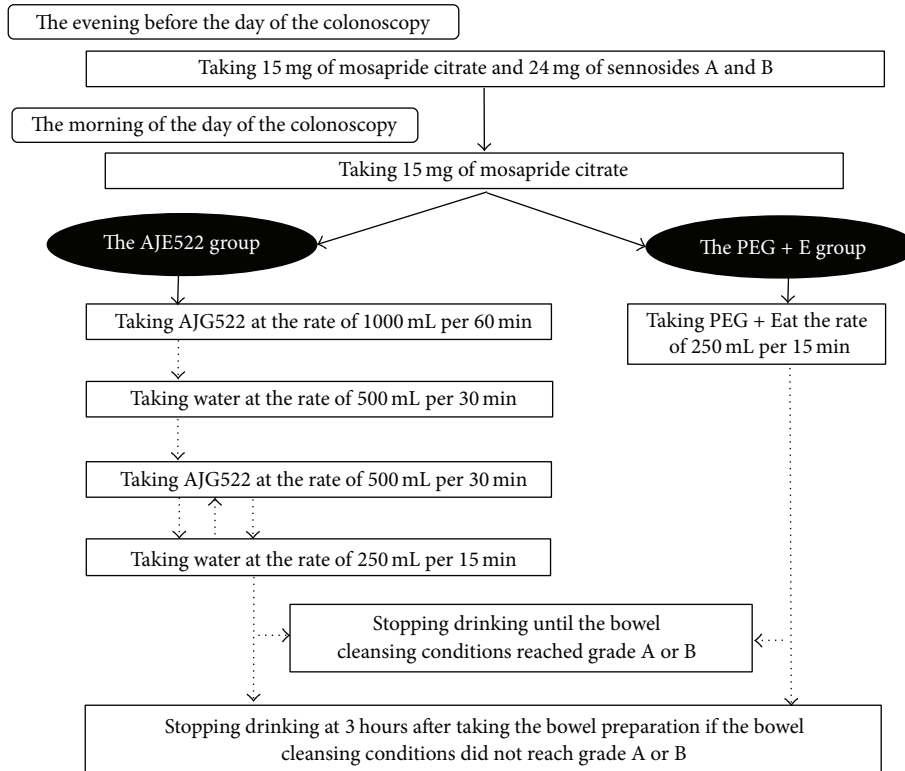 The evening before the day of the colonoscopy
Taking 15 mg of mosapride citrate and 24 mg of sennosides A and B
The morning of the day of the colonoscopy
Taking 15 mg of mosapride citrate
The AJE522 group
The PEG + E group
Taking AJG522 at the rate of 1000 mL per 60 min
Taking PEG + Eat the rate
of 250 mL per 15 min
Taking water at the rate of 500 mL per 30 min
Taking AJG522 at the rate of 500 mL per 30 min
Taking water at the rate of 250 mL per 15 min
Stopping drinking until the bowel
cleansing conditions reached grade A or B
Stopping drinking at 3 hours after taking the bowel preparation if the bowel
cleansing conditions did not reach grade A or B